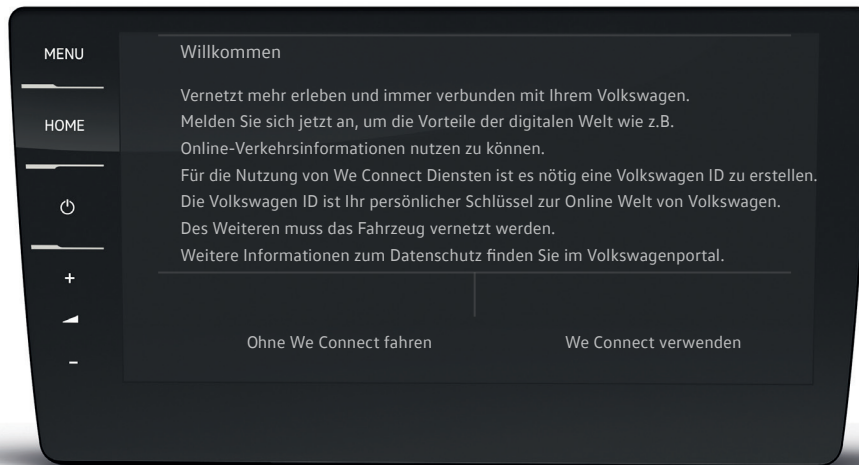 MENU
HOME
+
-
Willkommen
Vernetzt mehr erleben und immer verbunden mit Ihrem Volkswagen.
Melden Sie sich jetzt an, um die Vorteile der digitalen Welt wie z.B.
Online-Verkehrsinformationen nutzen zu können.
Für die Nutzung von We Connect Diensten ist es nötig eine Volkswagen ID zu erstellen.
Die Volkswagen ID ist Ihr persönlicher Schlüssel zur Online Welt von Volkswagen.
Des Weiteren muss das Fahrzeug vernetzt werden.
Weitere Informationen zum Datenschutz finden Sie im Volkswagenportal.
Ohne We Connect fahren
We Connect verwenden